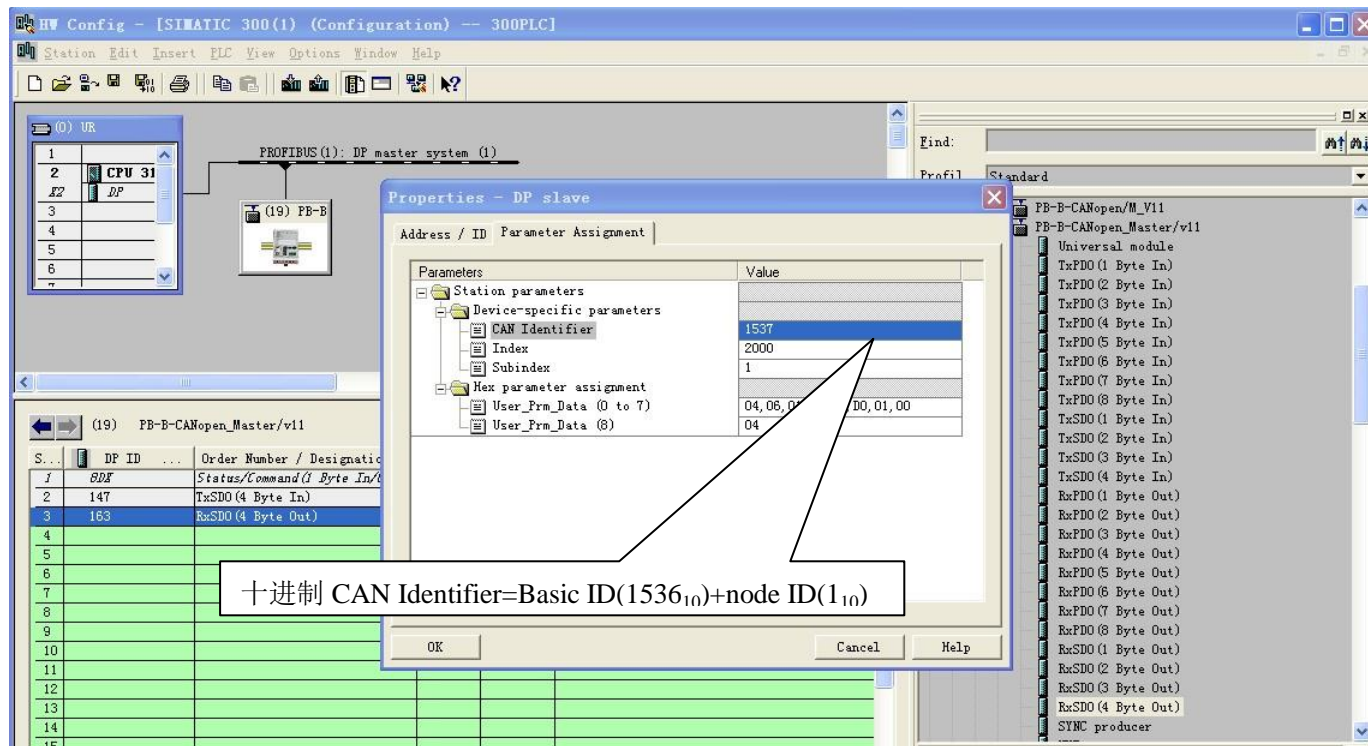 HW Config - [SIMATIC 300(1) (Configuration) -- 300PLC]
Station Edit Insert PLC View Options Window Help
(0) UR
1
2 CPU 31
X2 DP
3
4
5
6
7
PROFIBUS(1): DP master system (1)
(19) PB-B
Find:
Profil Standard
PB-B-CANopen/M_V11
PB-B-CANopen_Master/v11
Universal module
TxPDO(1 Byte In)
TxPDO(2 Byte In)
TxPDO(3 Byte In)
TxPDO(4 Byte In)
TxPDO(5 Byte In)
TxPDO(6 Byte In)
TxPDO(7 Byte In)
TxPDO(8 Byte In)
TxSDO(1 Byte In)
TxSDO(2 Byte In)
TxSDO(3 Byte In)
TxSDO(4 Byte In)
RxPDO(1 Byte Out)
RxPDO(2 Byte Out)
RxPDO(3 Byte Out)
RxPDO(4 Byte Out)
RxPDO(5 Byte Out)
RxPDO(6 Byte Out)
RxPDO(7 Byte Out)
RxPDO(8 Byte Out)
RxSDO(1 Byte Out)
RxSDO(2 Byte Out)
RxSDO(3 Byte Out)
RxSDO(4 Byte Out)
SYNC producer
Properties - DP slave
Address / ID Parameter Assignment
Parameters Value
Station parameters
Device-specific parameters
CAN Identifier 1537
Index 2000
Subindex 1
Hex parameter assignment
User_Prm_Data (0 to 7) 04,06, D0,01,00
User_Prm_Data (8) 04
十进制 CAN Identifier=Basic ID(1536₁₀)+node ID(1₁₀)
OK Cancel Help
(19) PB-B-CANopen_Master/v11
S... DP ID ... Order Number / Designatio
1 Status/Command(1 Byte In/
2 147 TxSDO(4 Byte In)
3 163 RxSDO(4 Byte Out)
4
5
6
7
8
9
10
11
12
13
14
15